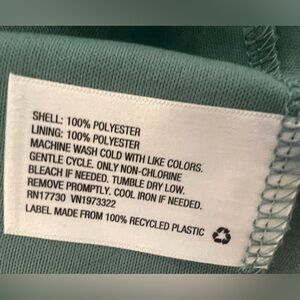 SHELL: 100% POLYESTER
LINING: 100% POLYESTER
MACHINE WASH COLD WITH LIKE COLORS.
GENTLE CYCLE. ONLY NON-CHLORINE
BLEACH IF NEEDED. TUMBLE DRY LOW.
REMOVE PROMPTLY. COOL IRON IF NEEDED.
RN17730 VN1973322
LABEL MADE FROM 100% RECYCLED PLASTIC